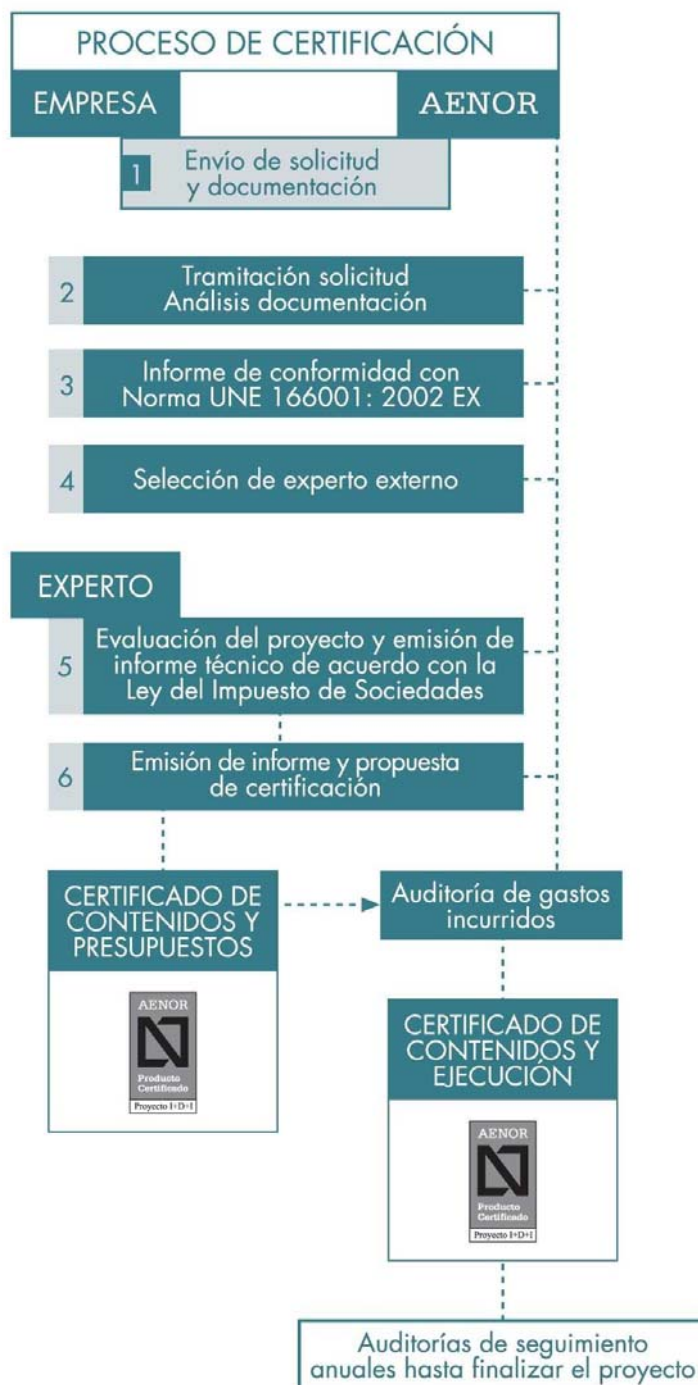 PROCESO DE CERTIFICACIÓN
EMPRESA
AENOR
1
Envío de solicitud
y documentación
2
Tramitación solicitud
Análisis documentación
3
Informe de conformidad con
Norma UNE 166001: 2002 EX
4
Selección de experto externo
EXPERTO
5
Evaluación del proyecto y emisión de
informe técnico de acuerdo con la
Ley del Impuesto de Sociedades
6
Emisión de informe y propuesta
de certificación
CERTIFICADO DE
CONTENIDOS Y
PRESUPUESTOS
AENOR
Producto
Certificado
Proyecto I+D+I
Auditoría de gastos
incurridos
CERTIFICADO DE
CONTENIDOS Y
EJECUCIÓN
AENOR
Producto
Certificado
Proyecto I+D+I
Auditorías de seguimiento
anuales hasta finalizar el proyecto